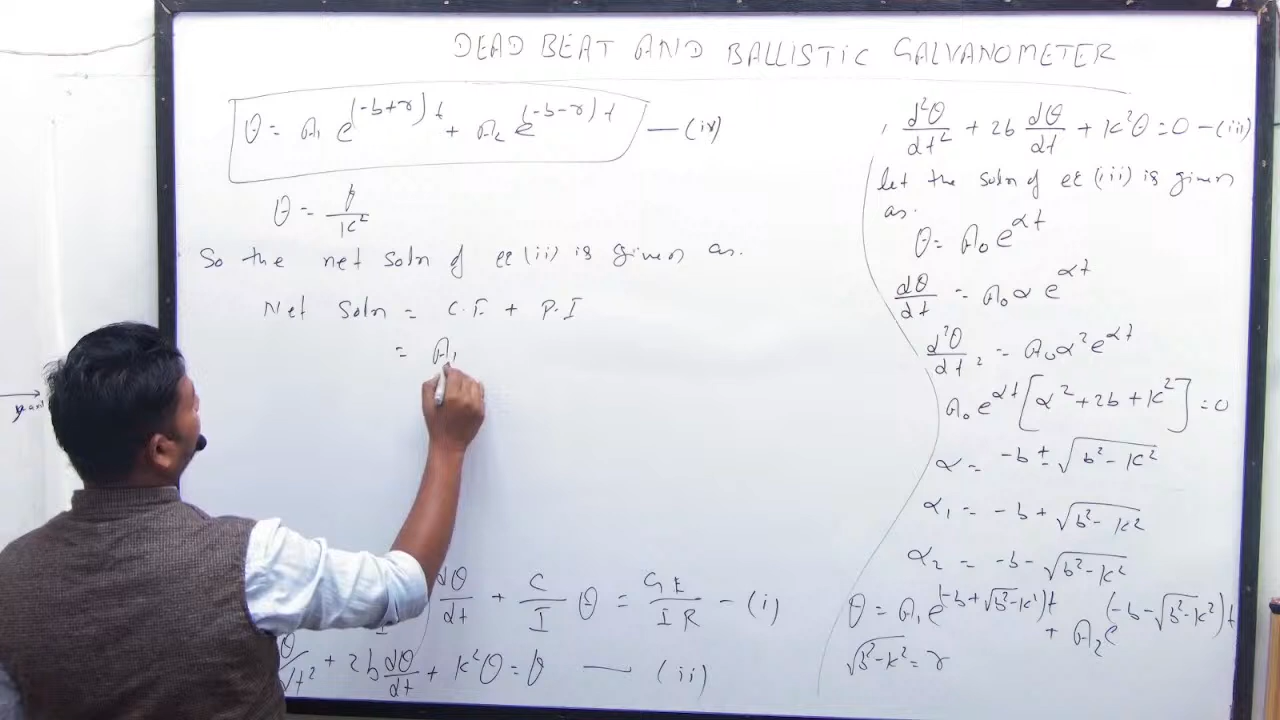 DEAD BEAT AND BALLISTIC GALVANOMETER
θ = A₁ e^(-b+r)t + A₂ e^(-b-r)t —(iv)
θ = p/k²
So the net soln of eq (ii) is given as.
Net Soln = C.F. + P.I
= A₁
dθ/dt + C/I θ = GE/IR - (i)
θ/dt² + 2b dθ/dt + k²θ = p — (ii)
, d²θ/dt² + 2b dθ/dt + k²θ = 0 -(iii)
let the soln of eq (iii) is given
as.
θ = A₀ e^αt
dθ/dt = A₀ α e^αt
d²θ/dt² = A₀ α² e^αt
A₀ e^αt [α² + 2b + k²] = 0
α = -b ± √(b² - k²)
α₁ = -b + √(b² - k²)
α₂ = -b - √(b² - k²)
θ = A₁ e^(-b + √(b² - k²))t + A₂ e^(-b - √(b² - k²))t
√(b² - k²) = r